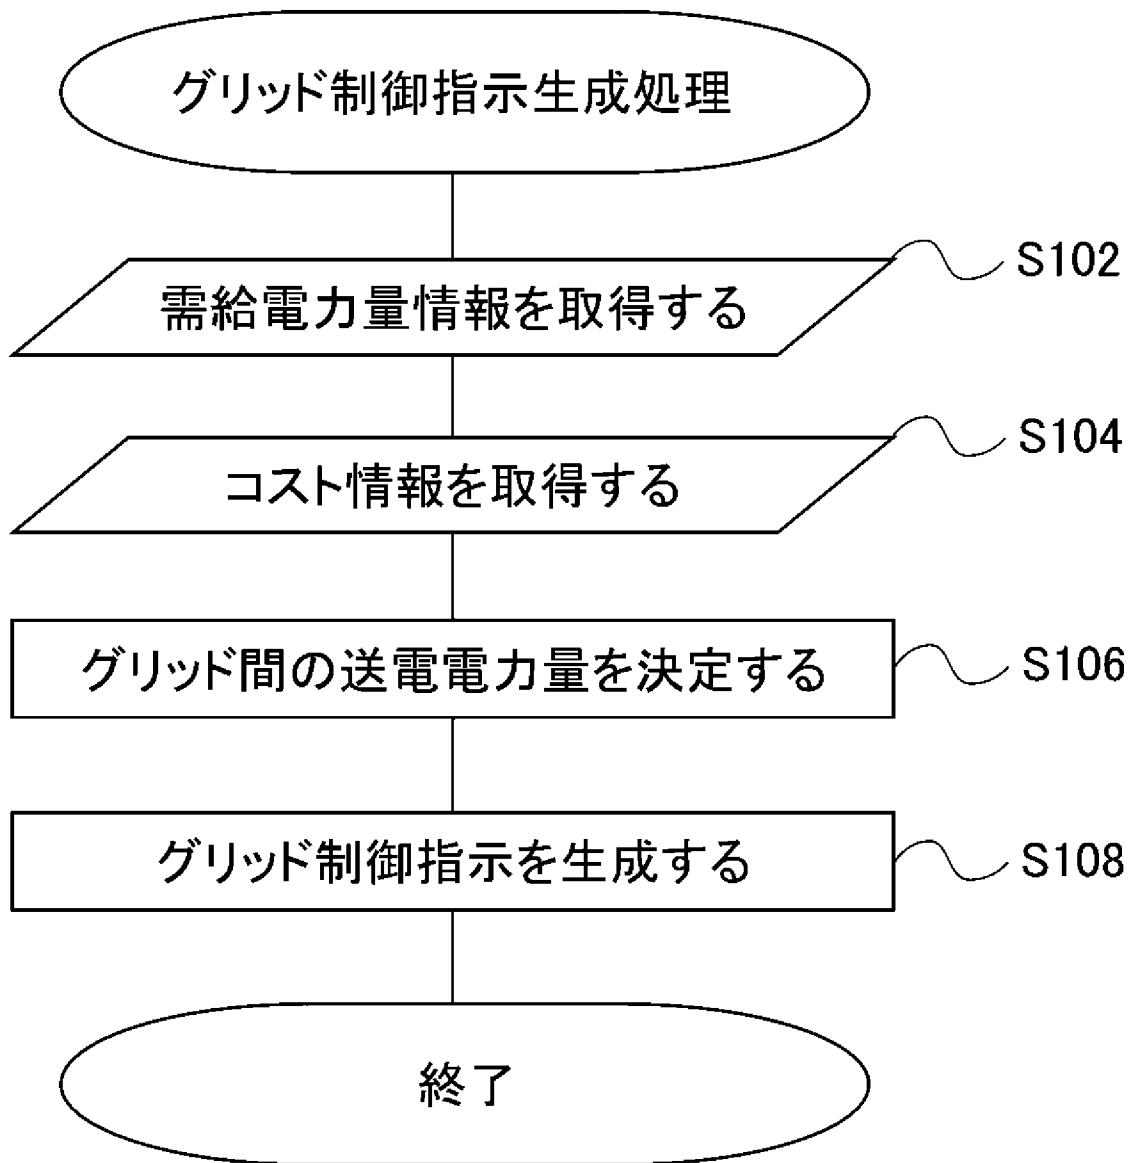 グリッド制御指示生成処理
需給電力量情報を取得する
S102
コスト情報を取得する
S104
グリッド間の送電電力量を決定する
S106
グリッド制御指示を生成する
S108
終了